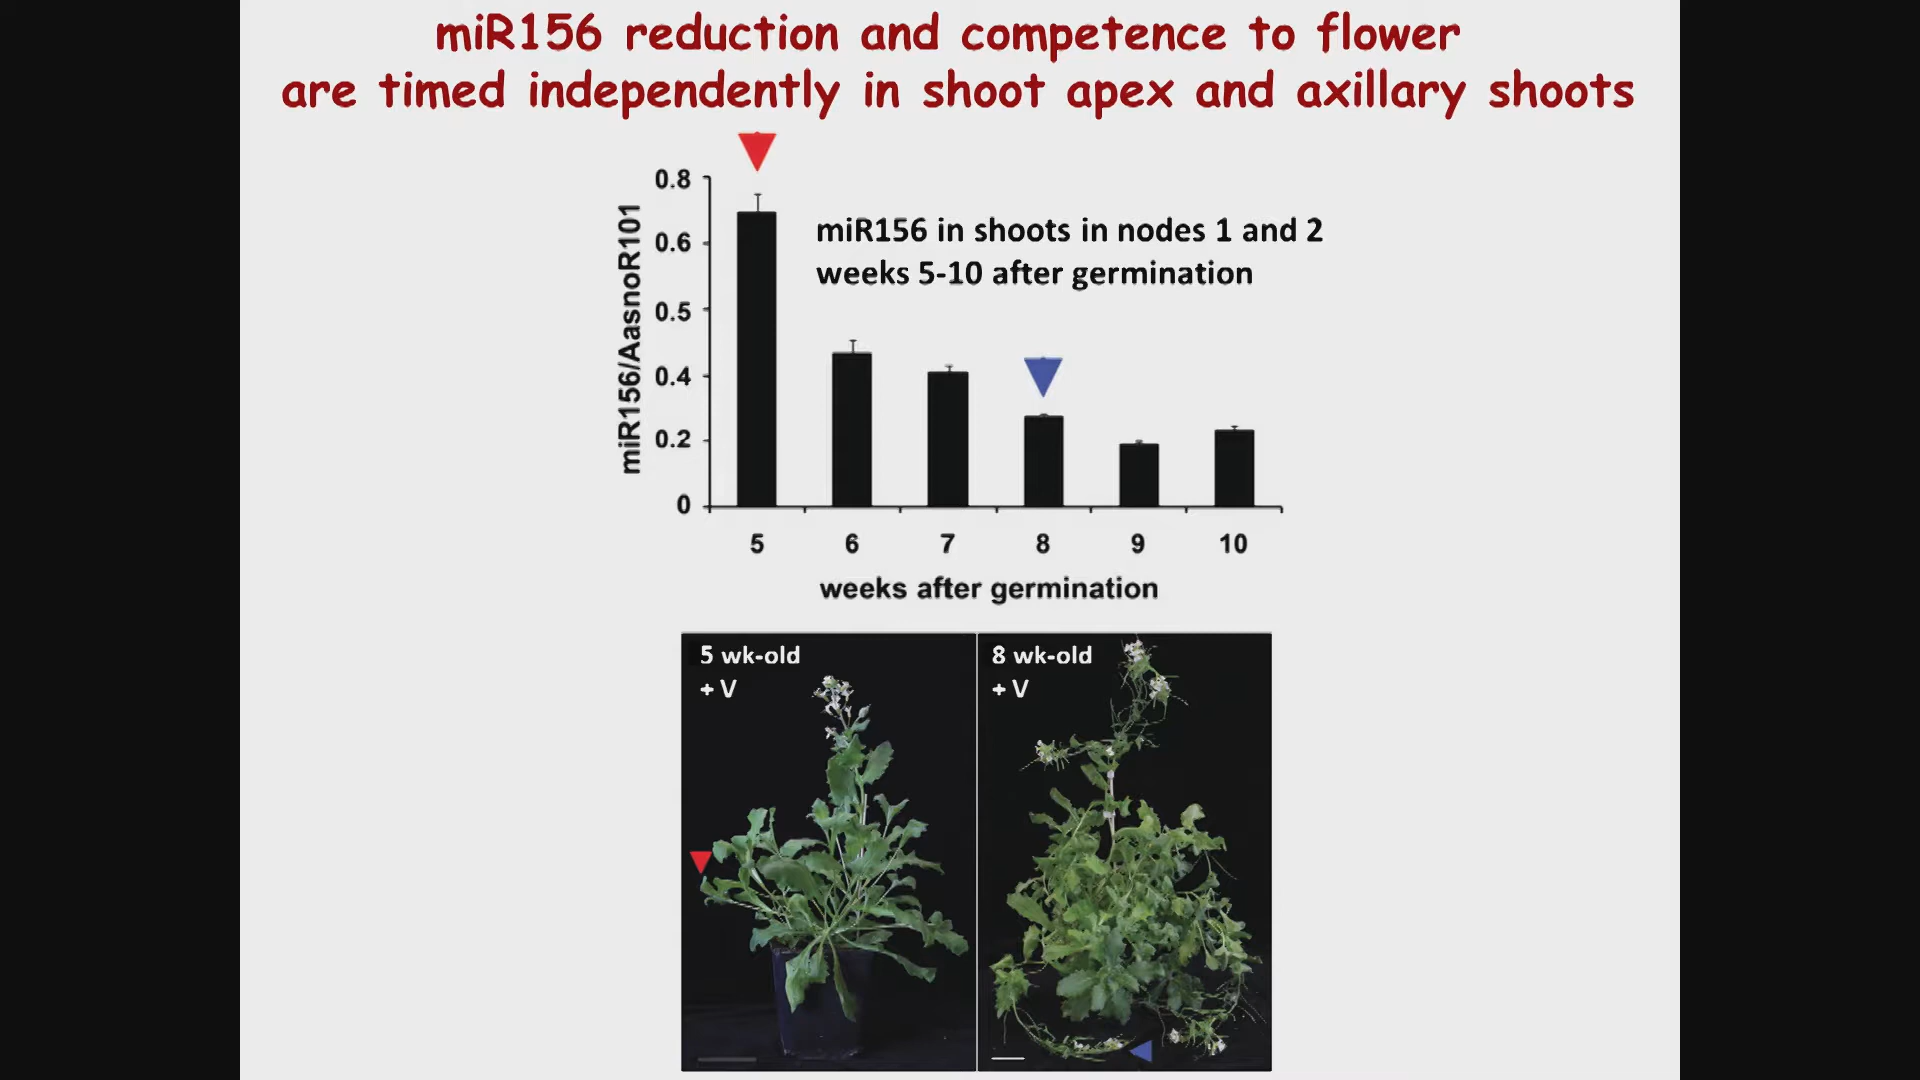 miR156 reduction and competence to flower
are timed independently in shoot apex and axillary shoots
miR156/AasnoR101
0.8
0.6
0.5
0.4
0.2
0
miR156 in shoots in nodes 1 and 2
weeks 5-10 after germination
5 6 7 8 9 10
weeks after germination
5 wk-old
+ V
8 wk-old
+ V